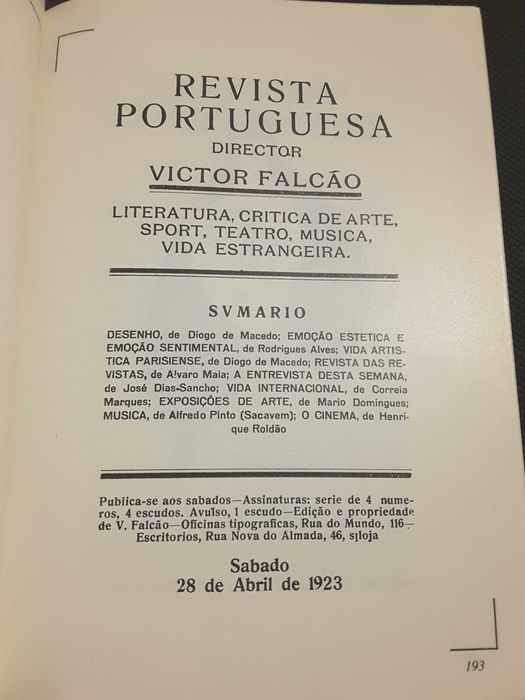 REVISTA
PORTUGUESA
DIRECTOR
VICTOR FALCÃO
LITERATURA, CRITICA DE ARTE,
SPORT, TEATRO, MUSICA,
VIDA ESTRANGEIRA.
SVMARIO
DESENHO, de Diogo de Macedo; EMOÇÃO ESTETICA E
EMOÇÃO SENTIMENTAL, de Rodrigues Alves; VIDA ARTIS-
TICA PARISIENSE, de Diogo de Macedo; REVISTA DAS RE-
VISTAS, de Alvaro Maia; A ENTREVISTA DESTA SEMANA,
de José Dias-Sancho; VIDA INTERNACIONAL, de Correia
Marques; EXPOSIÇÕES DE ARTE, de Mario Domingues;
MUSICA, de Alfredo Pinto (Sacavem); O CINEMA, de Henri-
que Roldão
Publica-se aos sabados—Assinaturas: serie de 4 nume-
ros, 4 escudos. Avulso, 1 escudo—Edição e propriedade
de V. Falcão—Oficinas tipograficas, Rua do Mundo, 116—
Escritorios, Rua Nova do Almada, 46, s|loja
Sabado
28 de Abril de 1923
193